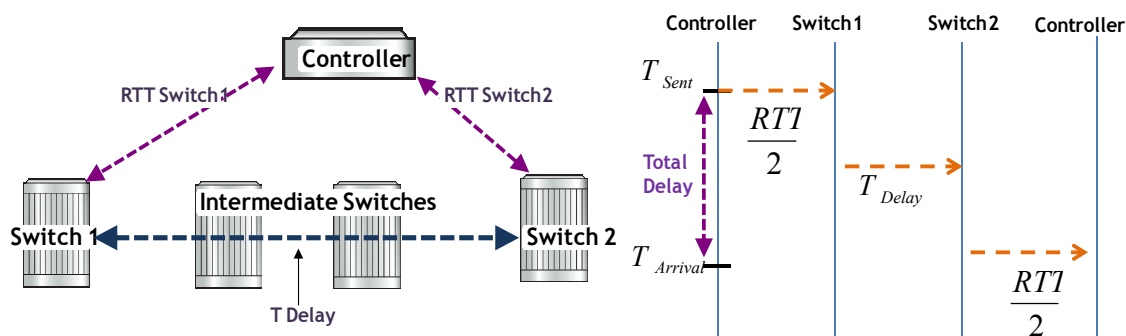 Controller
RTT Switch1
RTT Switch2
Intermediate Switches
Switch 1
Switch 2
T Delay
Controller
Switch1
Switch2
Controller
T Sent
RTT
2
Total
Delay
T Delay
T Arrival
RTT
2